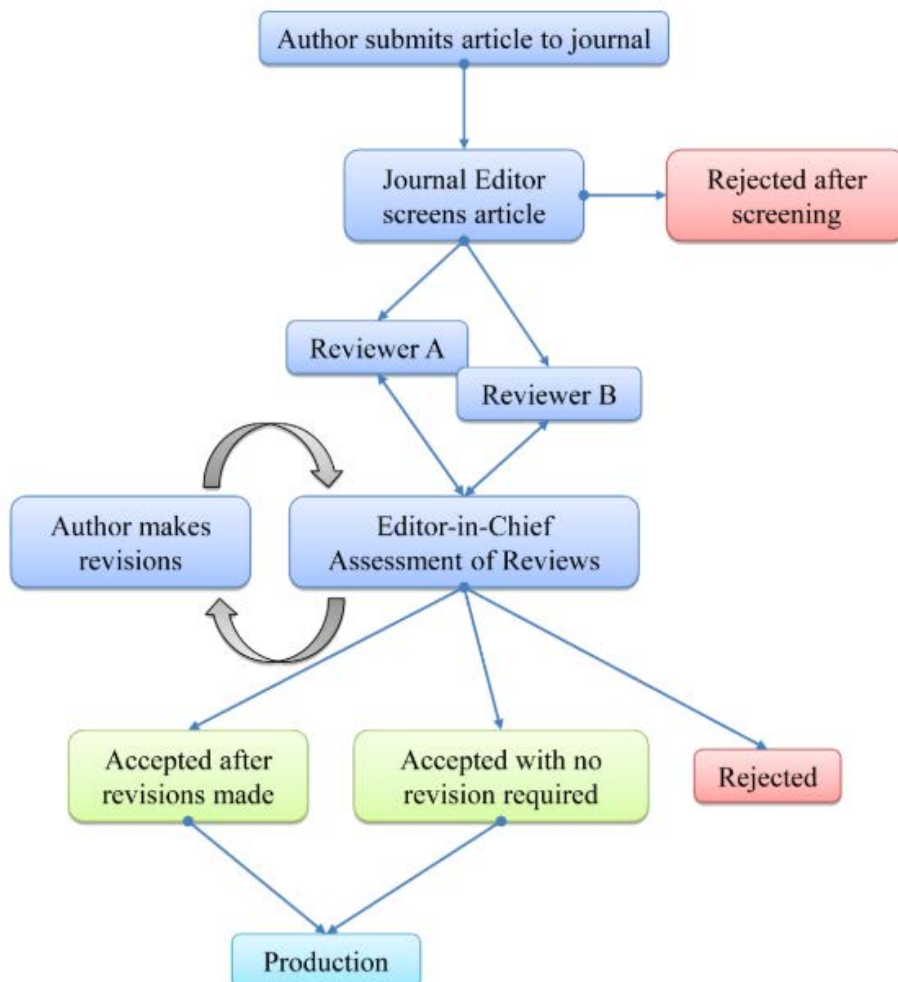 Author submits article to journal
Journal Editor
screens article
Rejected after
screening
Reviewer A
Reviewer B
Author makes
revisions
Editor-in-Chief
Assessment of Reviews
Accepted after
revisions made
Accepted with no
revision required
Rejected
Production